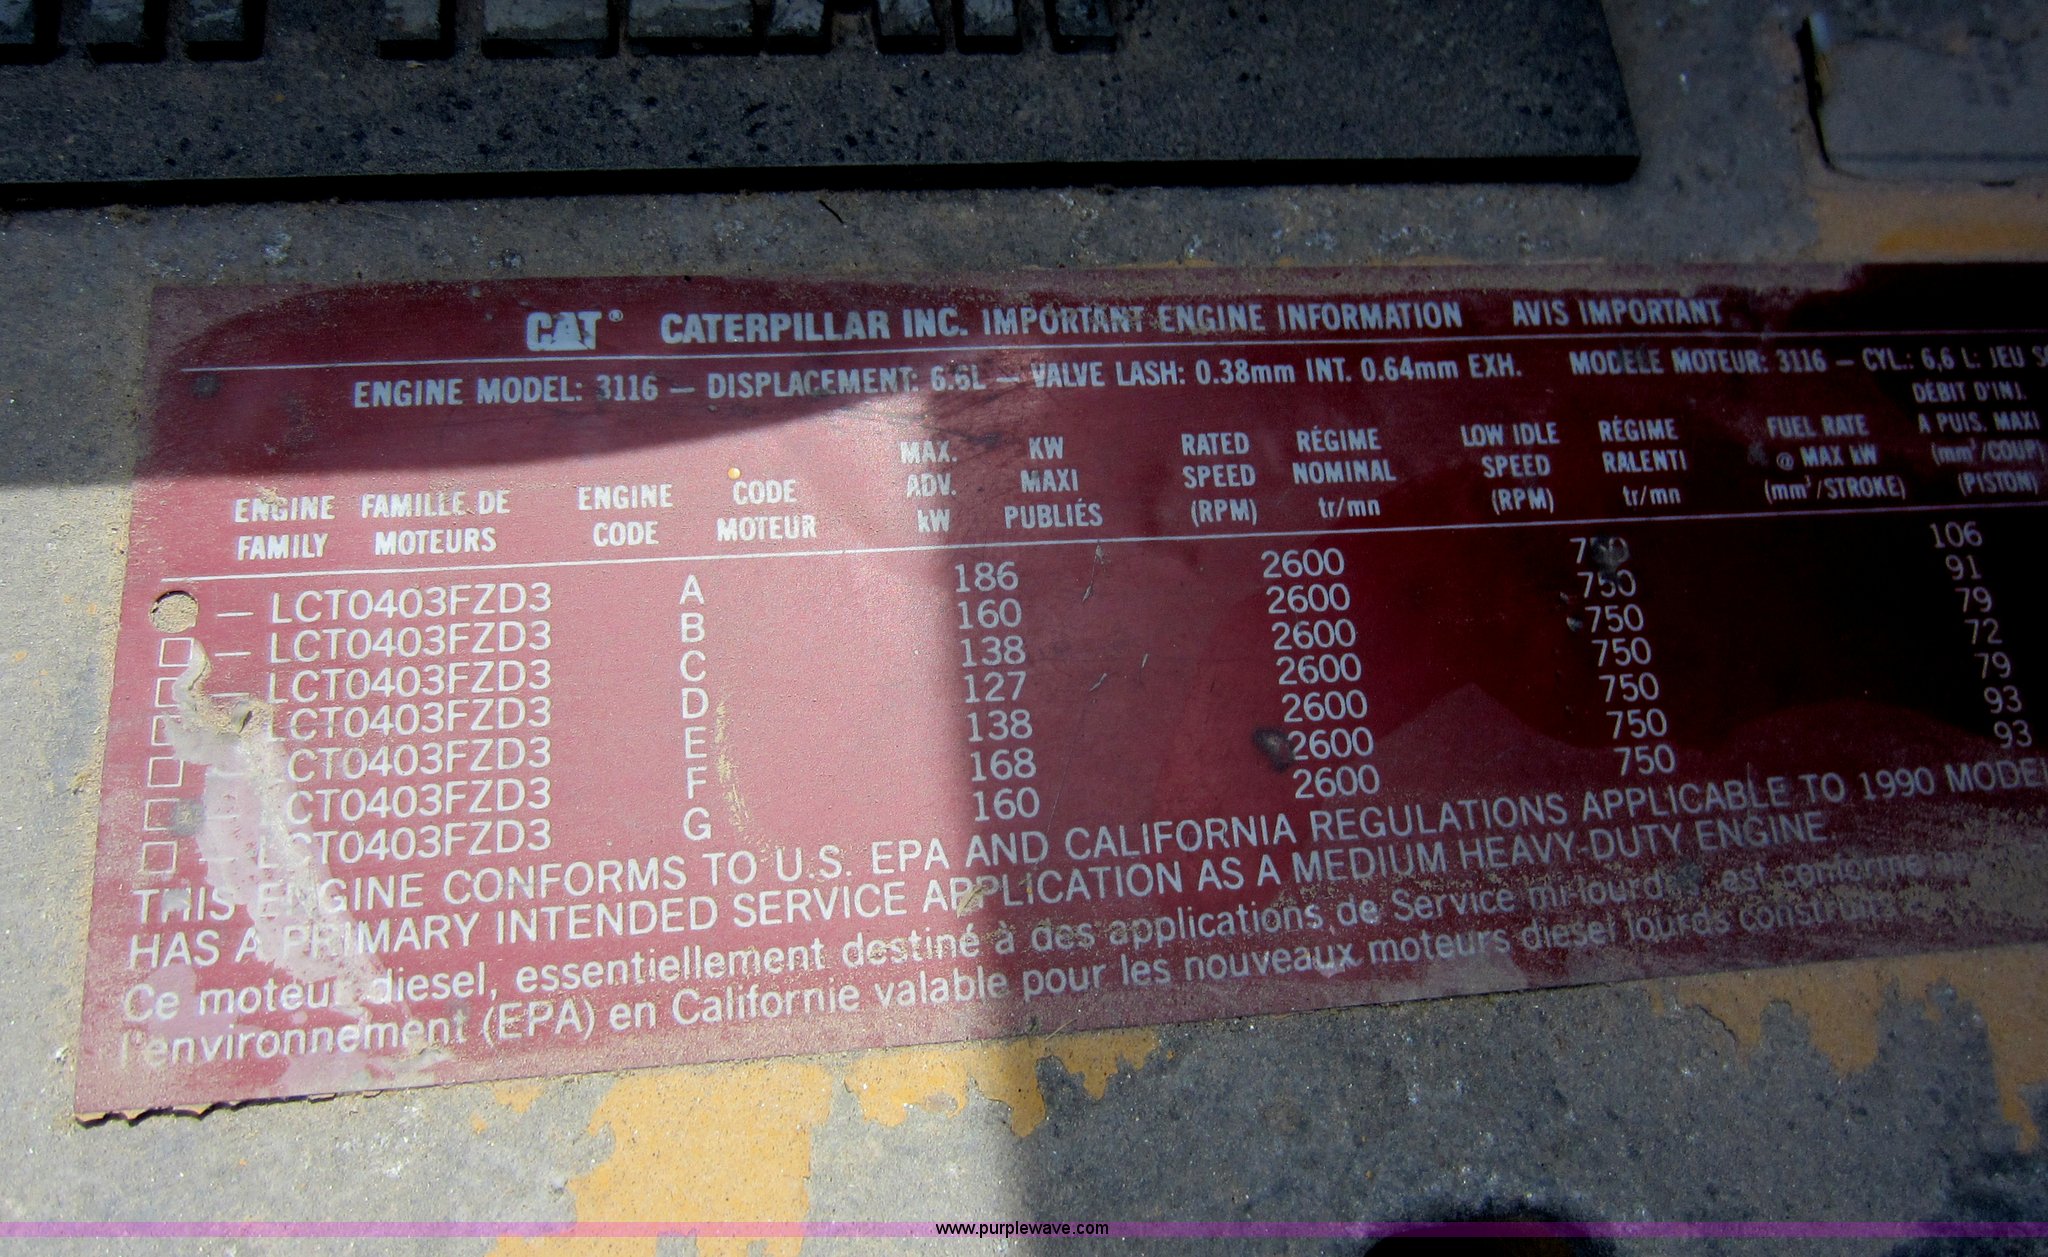 CAT® CATERPILLAR INC. IMPORTANT ENGINE INFORMATION AVIS IMPORTANT
ENGINE MODEL: 3116 — DISPLACEMENT: 6.6L — VALVE LASH: 0.38mm INT. 0.64mm EXH. MODELE MOTEUR: 3116 — CYL.: 6,6 L: JEU
ENGINE FAMILY FAMILLE DE MOTEURS ENGINE CODE CODE MOTEUR MAX. ADV. kW KW MAXI PUBLIÉS RATED SPEED (RPM) RÉGIME NOMINAL tr/mn LOW IDLE SPEED (RPM) RÉGIME RALENTI tr/mn FUEL RATE @ MAX kW (mm³/STROKE) DÉBIT D'INJ. A PUIS. MAXI (mm³/COUP) (PISTON)
— LCT0403FZD3 A 186 2600 750 106
— LCT0403FZD3 B 160 2600 750 91
— LCT0403FZD3 C 138 2600 750 79
LCT0403FZD3 D 127 2600 750 72
LCT0403FZD3 E 138 2600 750 79
LCT0403FZD3 F 168 2600 750 93
— LCT0403FZD3 G 160 2600 750 93
THIS ENGINE CONFORMS TO U.S. EPA AND CALIFORNIA REGULATIONS APPLICABLE TO 1990 MODEL
HAS A PRIMARY INTENDED SERVICE APPLICATION AS A MEDIUM HEAVY-DUTY ENGINE.
Ce moteur diesel, essentiellement destiné à des applications de Service mi-lourds, est conforme
l'environnement (EPA) en Californie valable pour les nouveaux moteurs diesel lourds construits
www.purplewave.com